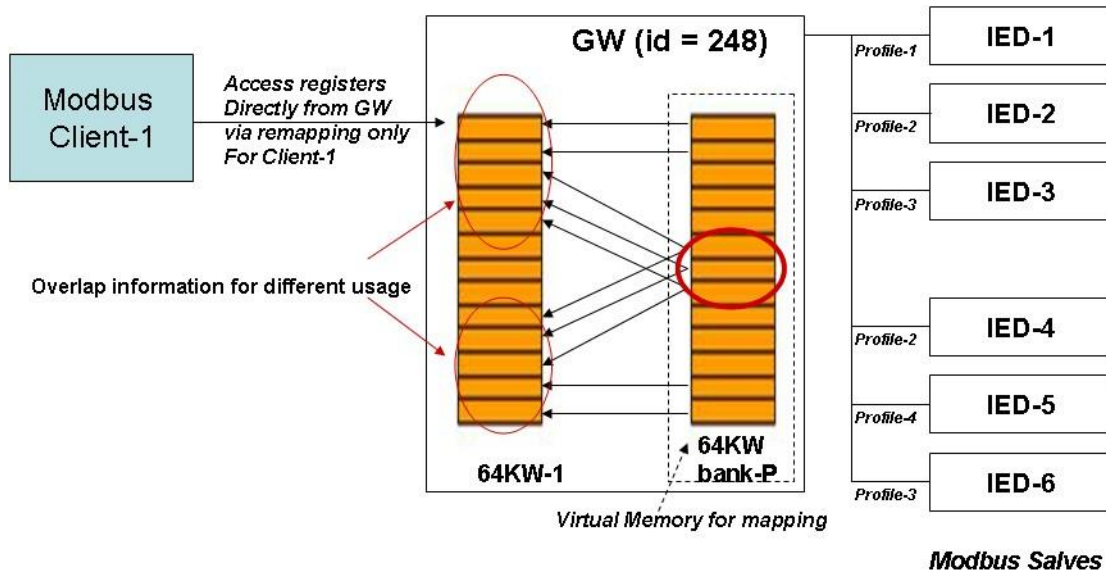 GW (id = 248)
Modbus
Client-1
Access registers
Directly from GW
via remapping only
For Client-1
Overlap information for different usage
64KW-1
64KW
bank-P
Virtual Memory for mapping
Profile-1
IED-1
Profile-2
IED-2
Profile-3
IED-3
Profile-2
IED-4
Profile-4
IED-5
Profile-3
IED-6
Modbus Salves